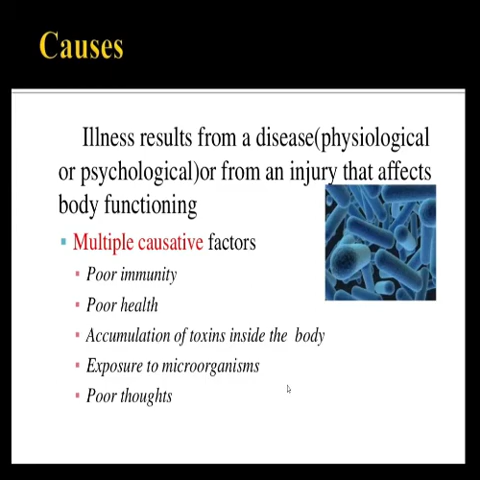 Causes
Illness results from a disease(physiological
or psychological)or from an injury that affects
body functioning
Multiple causative factors
Poor immunity
Poor health
Accumulation of toxins inside the body
Exposure to microorganisms
Poor thoughts